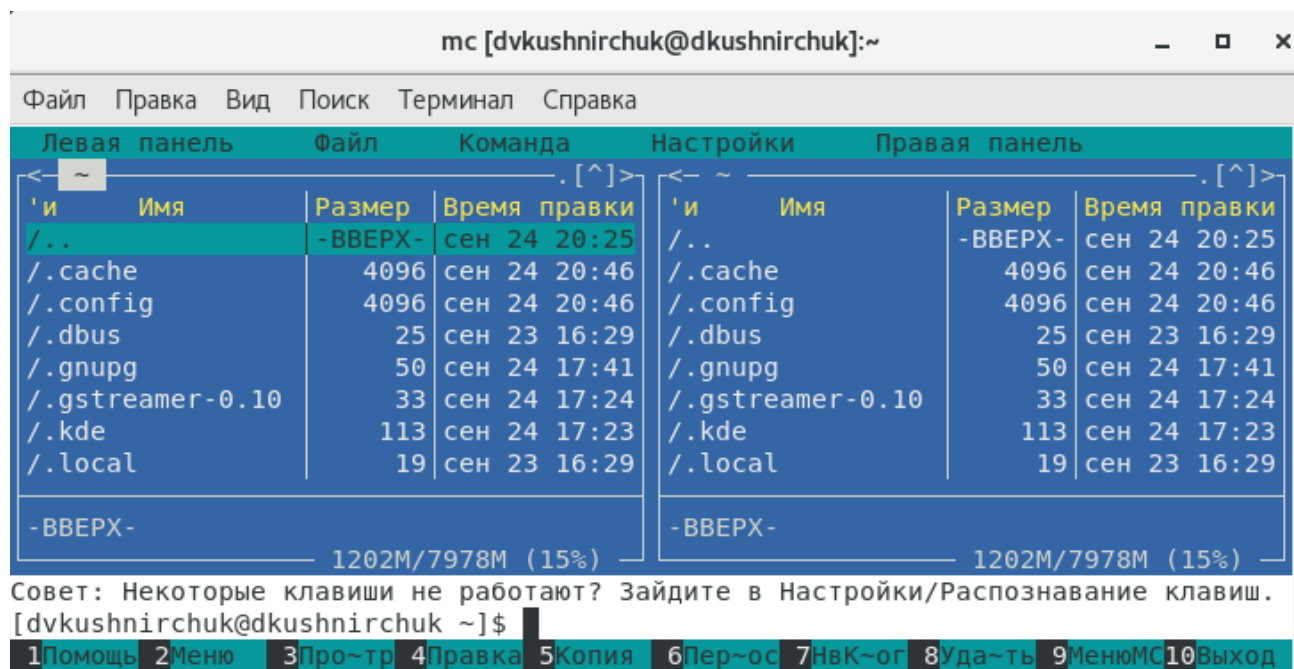 mc [dvkushnirchuk@dkushnirchuk]:~
Файл Правка Вид Поиск Терминал Справка
Левая панель Файл Команда Настройки Правая панель
<─ ~ ─.[^]>┐┌<─ ~ ─.[^]>
'и Имя │Размер │Время правки││'и Имя │Размер │Время правки
/.. │-ВВЕРХ-│сен 24 20:25││/.. │-ВВЕРХ-│сен 24 20:25
/.cache │ 4096│сен 24 20:46││/.cache │ 4096│сен 24 20:46
/.config │ 4096│сен 24 20:46││/.config │ 4096│сен 24 20:46
/.dbus │ 25│сен 23 16:29││/.dbus │ 25│сен 23 16:29
/.gnupg │ 50│сен 24 17:41││/.gnupg │ 50│сен 24 17:41
/.gstreamer-0.10 │ 33│сен 24 17:24││/.gstreamer-0.10 │ 33│сен 24 17:24
/.kde │ 113│сен 24 17:23││/.kde │ 113│сен 24 17:23
/.local │ 19│сен 23 16:29││/.local │ 19│сен 23 16:29
-ВВЕРХ- -ВВЕРХ-
1202M/7978M (15%) 1202M/7978M (15%)
Совет: Некоторые клавиши не работают? Зайдите в Настройки/Распознавание клавиш.
[dvkushnirchuk@dkushnirchuk ~]$
1Помощь 2Меню 3Про~тр 4Правка 5Копия 6Пер~ос 7НвК~ог 8Уда~ть 9МенюМС10Выход